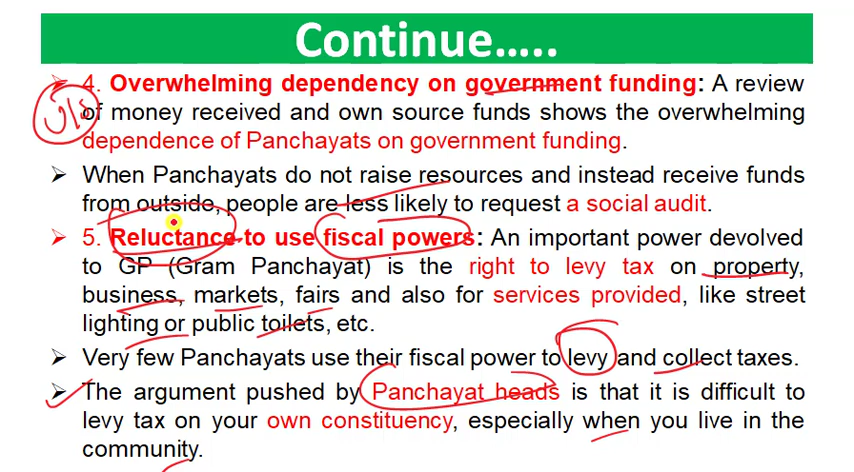 Continue…..
➤ 4. Overwhelming dependency on government funding: A review
of money received and own source funds shows the overwhelming
dependence of Panchayats on government funding.
➤ When Panchayats do not raise resources and instead receive funds
from outside, people are less likely to request a social audit.
➤ 5. Reluctance to use fiscal powers: An important power devolved
to GP (Gram Panchayat) is the right to levy tax on property,
business, markets, fairs and also for services provided, like street
lighting or public toilets, etc.
➤ Very few Panchayats use their fiscal power to levy and collect taxes.
➤ The argument pushed by Panchayat heads is that it is difficult to
levy tax on your own constituency, especially when you live in the
community.